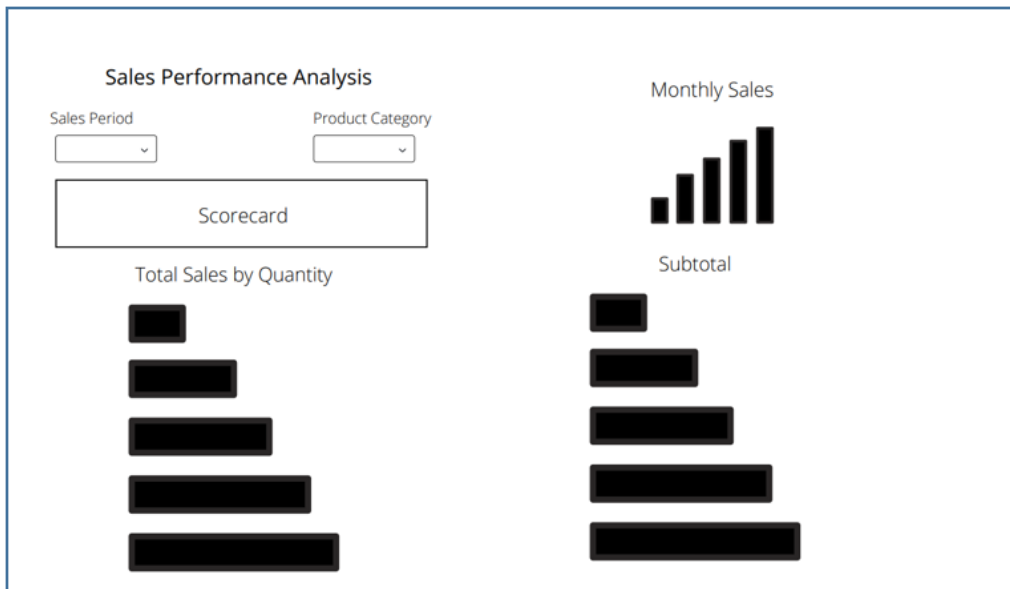 Sales Performance Analysis
Sales Period
Product Category
Scorecard
Total Sales by Quantity
Monthly Sales
Subtotal